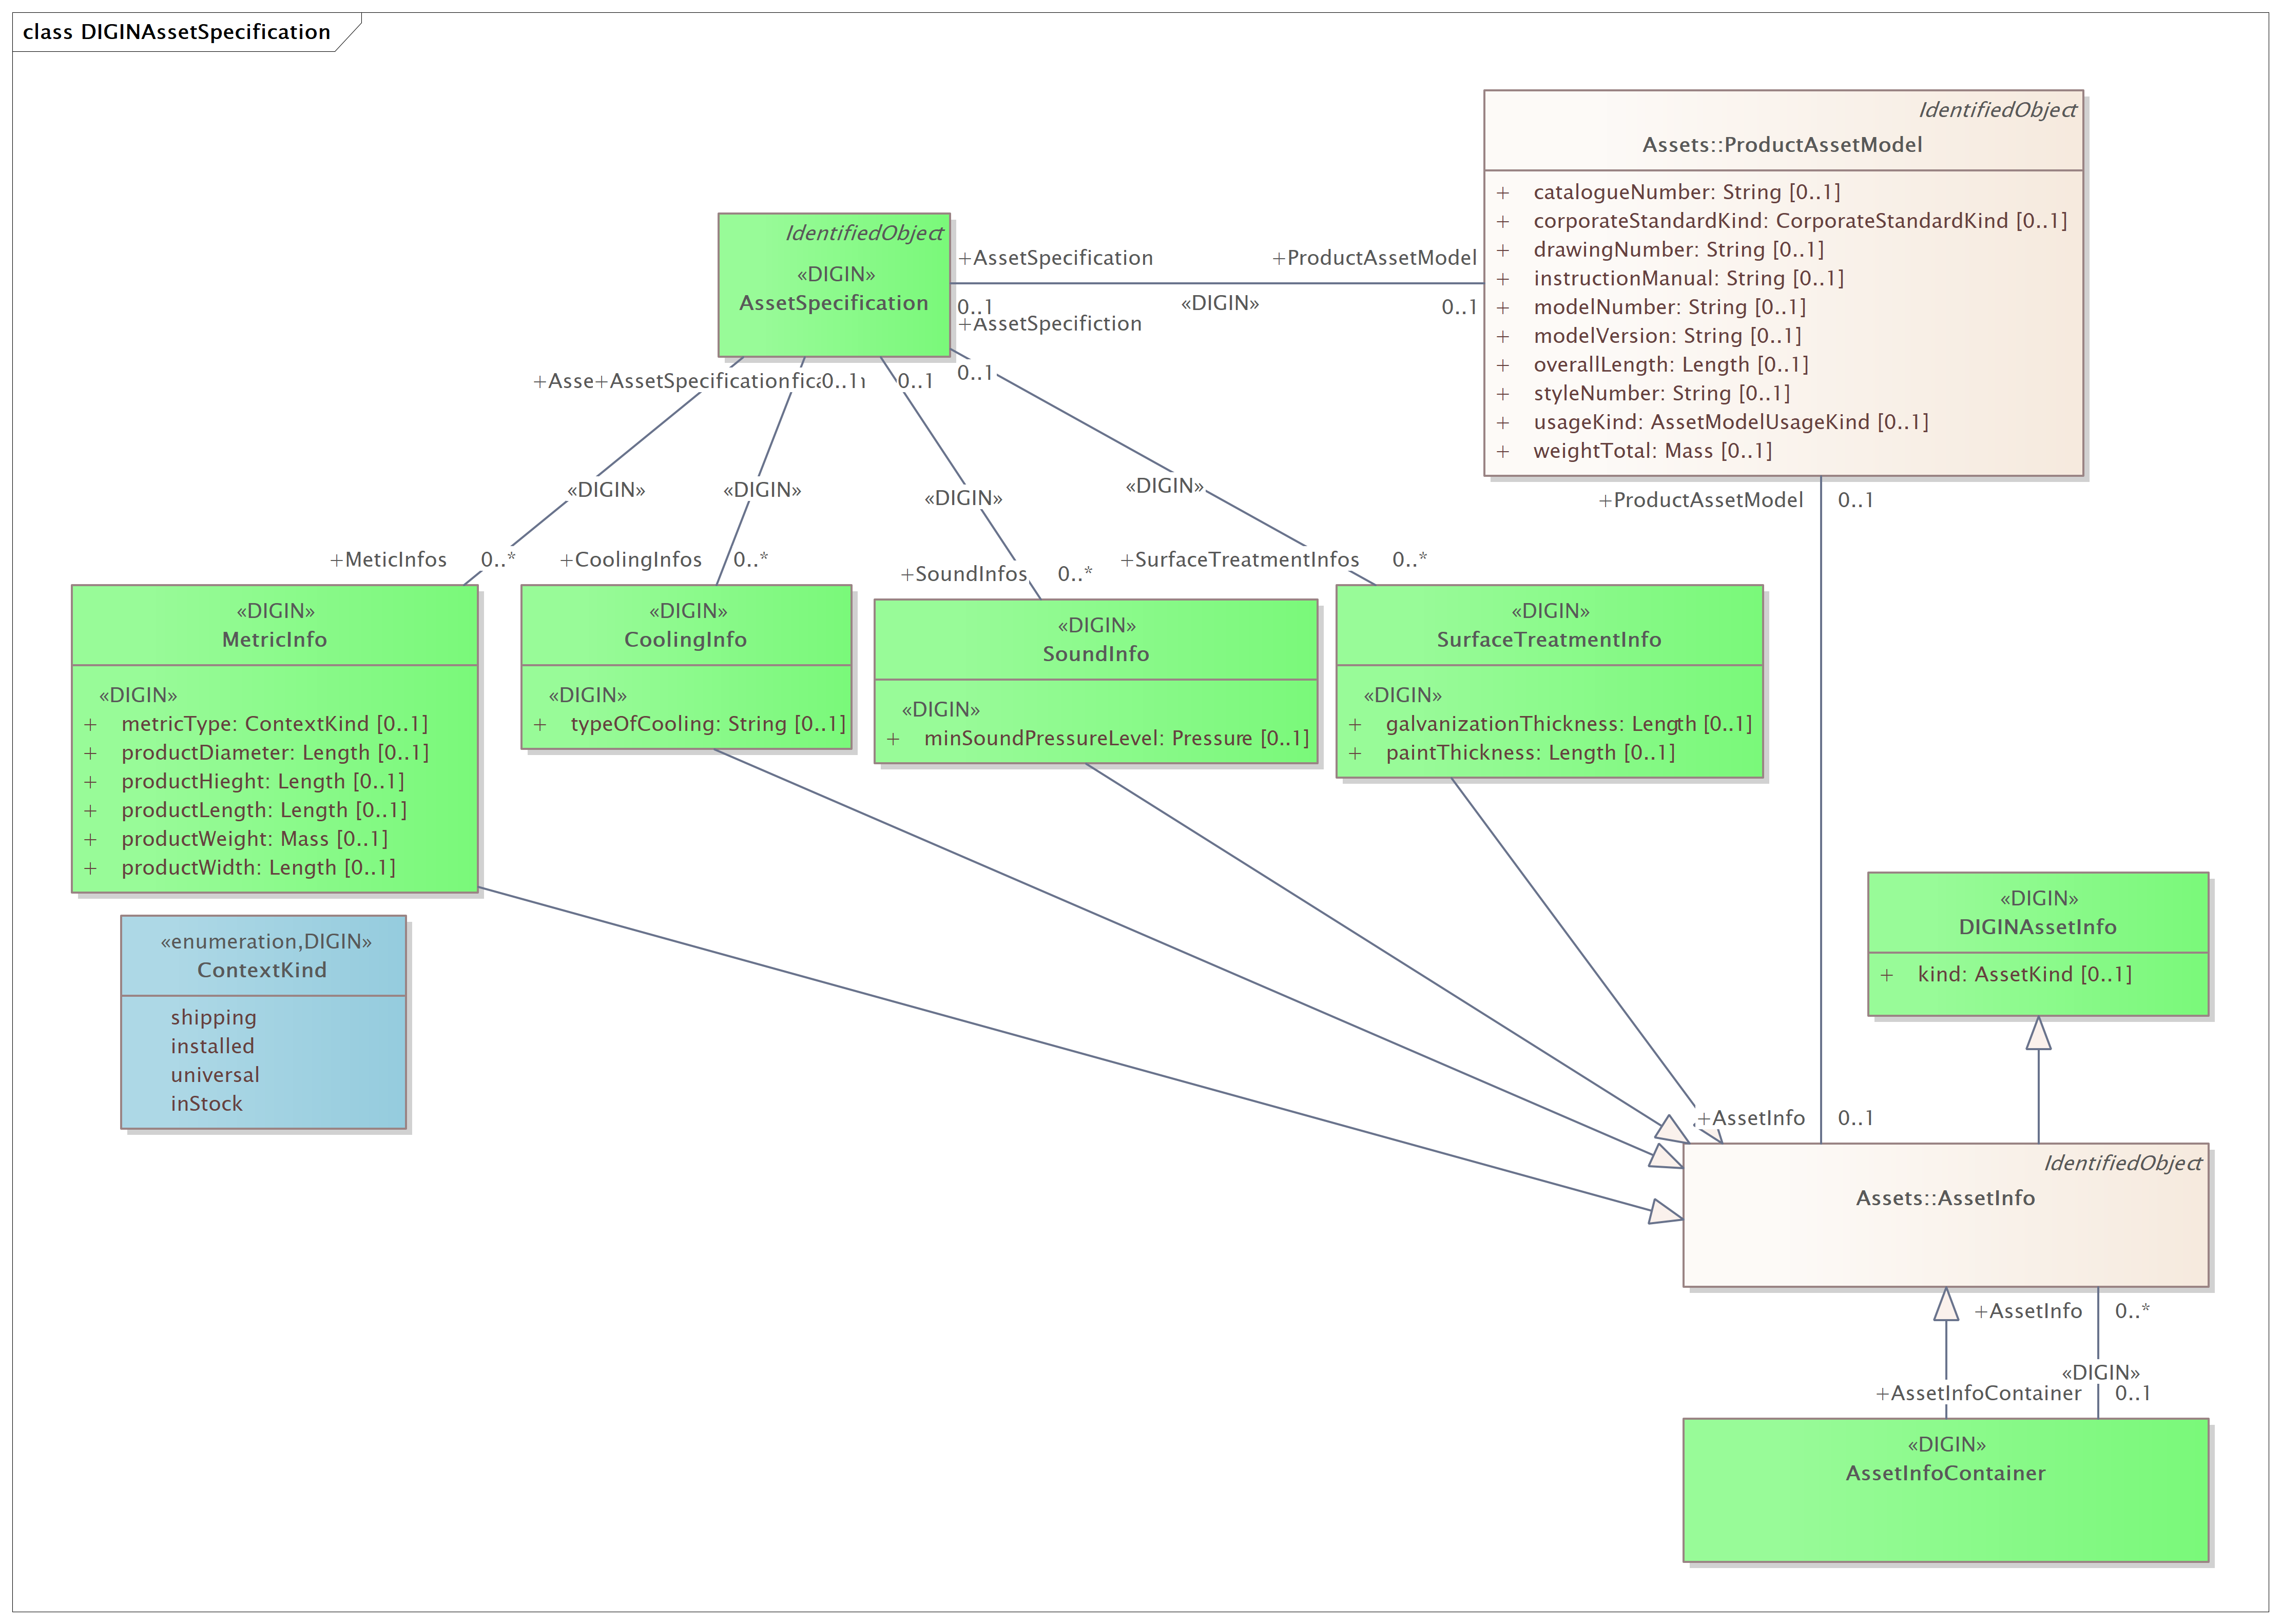 class DIGINAssetSpecification
IdentifiedObject
Assets::ProductAssetModel
+ catalogueNumber: String [0..1]
+ corporateStandardKind: CorporateStandardKind [0..1]
+ drawingNumber: String [0..1]
+ instructionManual: String [0..1]
+ modelNumber: String [0..1]
+ modelVersion: String [0..1]
+ overallLength: Length [0..1]
+ styleNumber: String [0..1]
+ usageKind: AssetModelUsageKind [0..1]
+ weightTotal: Mass [0..1]
IdentifiedObject
«DIGIN»
AssetSpecification
+AssetSpecification
+ProductAssetModel
0..1
«DIGIN»
0..1
+AssetSpecifiction
0..1
+Asse+AssetSpecification
0..1
0..1
«DIGIN»
«DIGIN»
«DIGIN»
«DIGIN»
+ProductAssetModel 0..1
+MeticInfos 0..*
+CoolingInfos 0..*
+SoundInfos 0..*
+SurfaceTreatmentInfos 0..*
«DIGIN»
MetricInfo
«DIGIN»
+ metricType: ContextKind [0..1]
+ productDiameter: Length [0..1]
+ productHieght: Length [0..1]
+ productLength: Length [0..1]
+ productWeight: Mass [0..1]
+ productWidth: Length [0..1]
«DIGIN»
CoolingInfo
«DIGIN»
+ typeOfCooling: String [0..1]
«DIGIN»
SoundInfo
«DIGIN»
+ minSoundPressureLevel: Pressure [0..1]
«DIGIN»
SurfaceTreatmentInfo
«DIGIN»
+ galvanizationThickness: Length [0..1]
+ paintThickness: Length [0..1]
«enumeration,DIGIN»
ContextKind
shipping
installed
universal
inStock
«DIGIN»
DIGINAssetInfo
+ kind: AssetKind [0..1]
+AssetInfo 0..1
IdentifiedObject
Assets::AssetInfo
+AssetInfo 0..*
«DIGIN»
+AssetInfoContainer 0..1
«DIGIN»
AssetInfoContainer